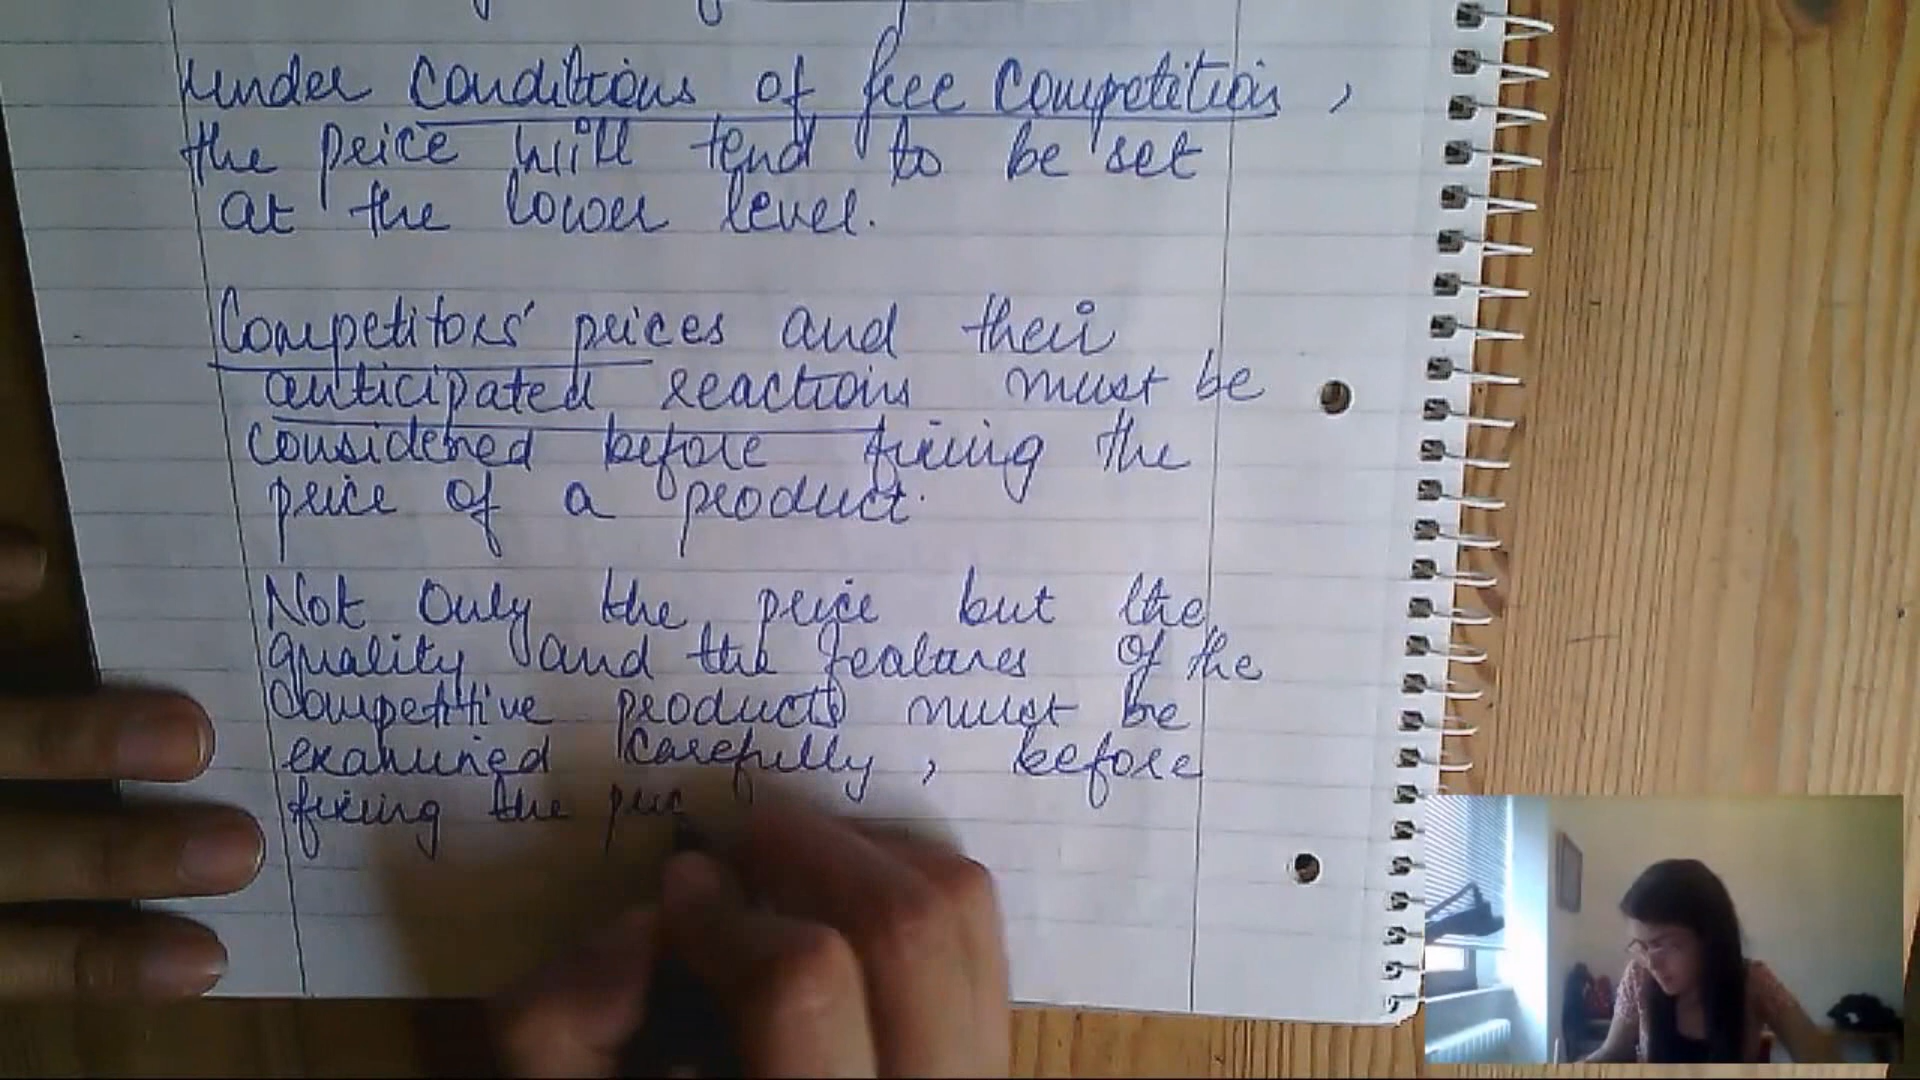 under conditions of free competition,
the price will tend to be set
at the lower level.
Competitors' prices and their
anticipated reactions must be
considered before fixing the
price of a product.
Not only the price but the
quality and the features of the
competitive products must be
examined carefully, before
fixing the pric